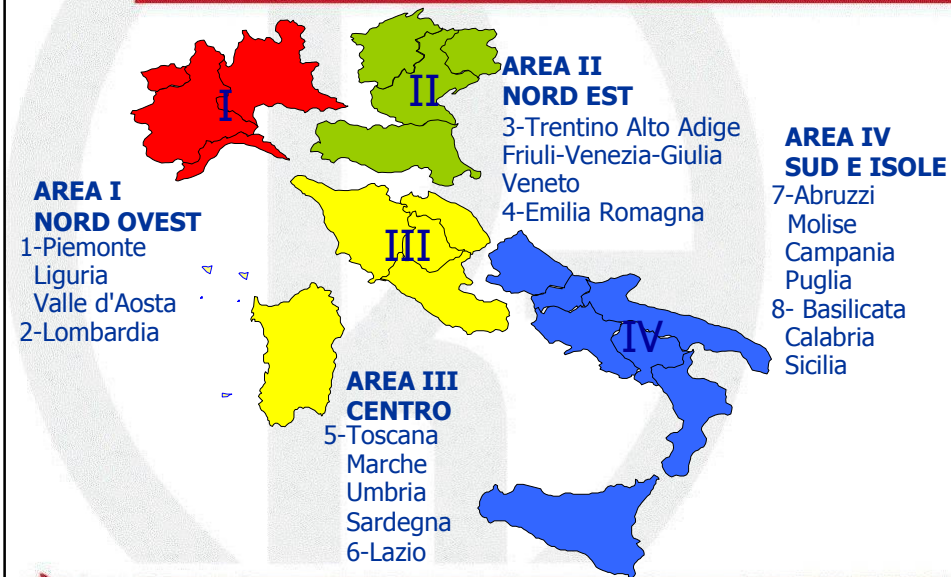 I
II
III
IV
AREA I
NORD OVEST
1-Piemonte
Liguria
Valle d'Aosta
2-Lombardia
AREA II
NORD EST
3-Trentino Alto Adige
Friuli-Venezia-Giulia
Veneto
4-Emilia Romagna
AREA III
CENTRO
5-Toscana
Marche
Umbria
Sardegna
6-Lazio
AREA IV
SUD E ISOLE
7-Abruzzi
Molise
Campania
Puglia
8- Basilicata
Calabria
Sicilia